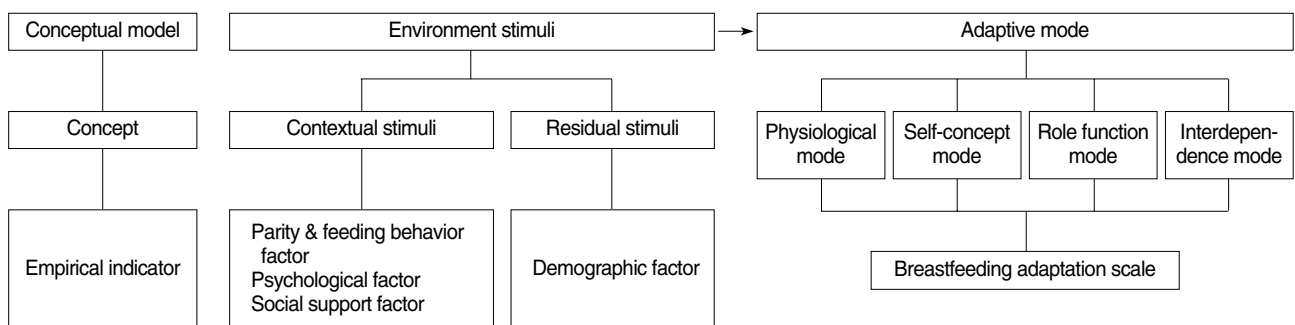 Conceptual model
Environment stimuli
Adaptive mode
Concept
Contextual stimuli
Residual stimuli
Physiological
mode
Self-concept
mode
Role function
mode
Interdepen-
dence mode
Empirical indicator
Parity & feeding behavior
factor
Psychological factor
Social support factor
Demographic factor
Breastfeeding adaptation scale